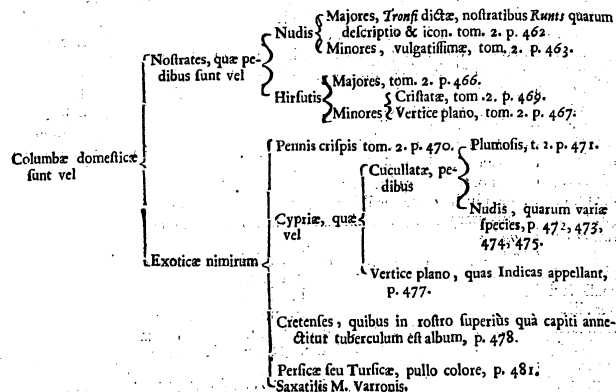 Majores, Tronſi dictæ, noſtratibus Runts quarum
deſcriptio & icon. tom. 2. p. 462
Nudis
Minores, vulgatiſſimæ, tom. 2. p. 463.
Noſtrates, quæ pe-
dibus ſunt vel
Majores, tom. 2. p. 466.
Hirſutis
Criſtatæ, tom .2. p. 469.
Minores
Vertice plano, tom. 2. p. 467.
Columbæ domeſticæ
ſunt vel
Pennis criſpis tom. 2. p. 470.
Plumoſis, t. 2. p. 471.
Cucullatæ, pe-
dibus
Nudis, quarum variæ
ſpecies, p 472, 473,
474, 475.
Cypriæ, quæ
vel
Exoticæ nimirum
Vertice plano, quas Indicas appellant,
p. 477.
Cretenſes, quibus in roſtro ſuperiùs quà capiti anne-
ctitur tuberculum eſt album, p. 478.
Perſicæ ſeu Turſicæ, pullo colore, p. 481.
Saxatilis M. Varronis.